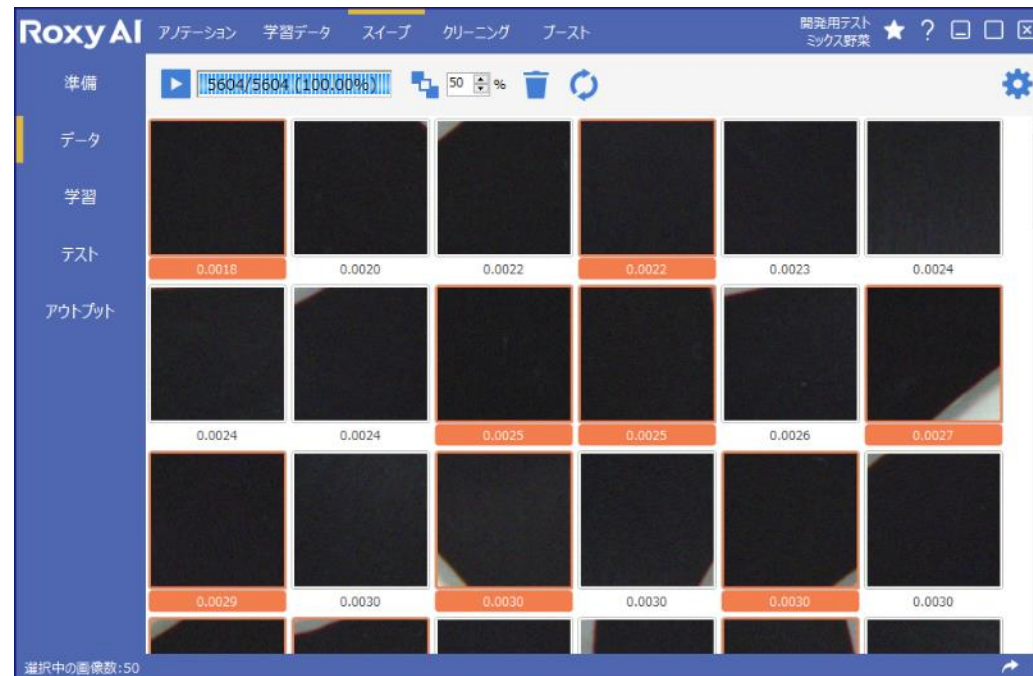 Roxy AI アノテーション 学習データ スイープ クリーニング ブースト
開発用テスト
ミックス野菜
準備
5604/5604 (100.00%) 50 %
データ
学習
テスト
アウトプット
0.0018 0.0020 0.0022 0.0022 0.0023 0.0024
0.0024 0.0024 0.0025 0.0025 0.0026 0.0027
0.0029 0.0030 0.0030 0.0030 0.0030 0.0030
選択中の画像数:50